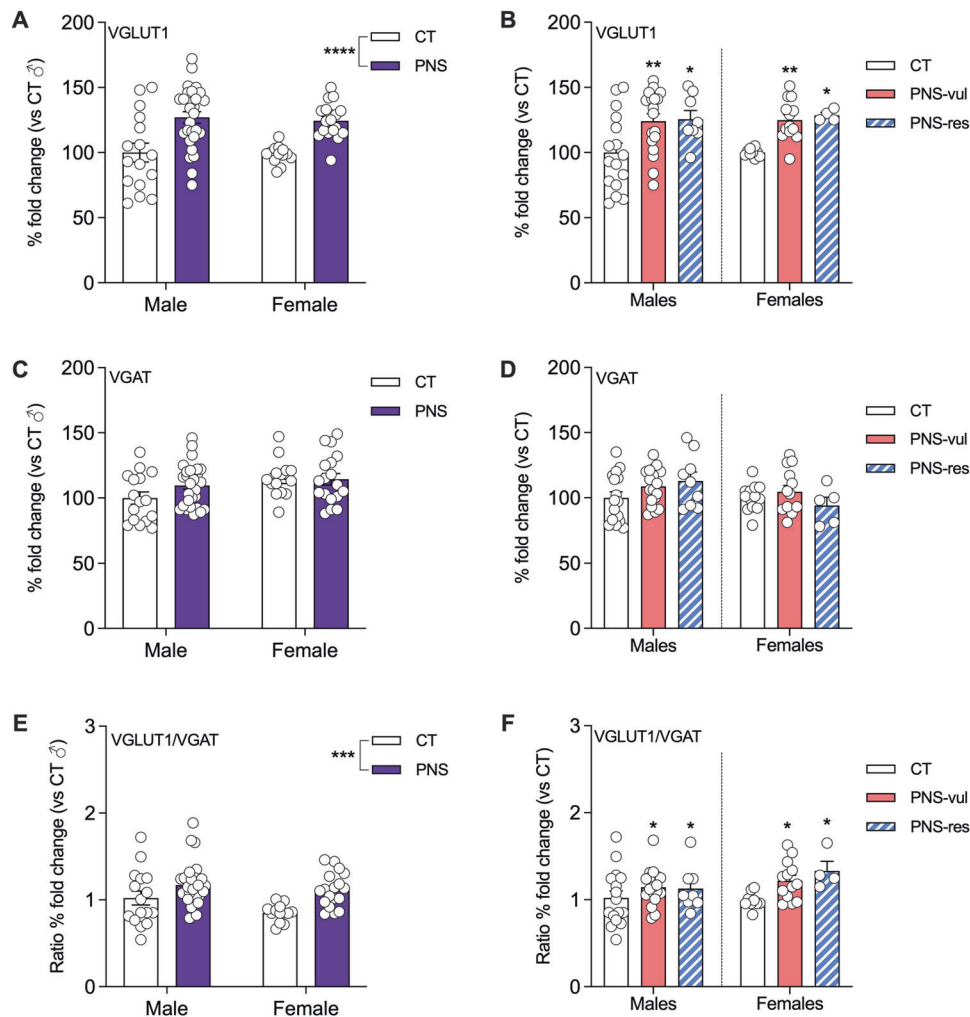 A
VGLUT1
% fold change (vs CT ♂)
200
150
100
50
0
Male
Female
****
CT
PNS
B
VGLUT1
% fold change (vs CT)
200
150
100
50
0
** * ** *
Males
Females
CT
PNS-vul
PNS-res
C
VGAT
% fold change (vs CT ♂)
200
150
100
50
0
Male
Female
CT
PNS
D
VGAT
% fold change (vs CT)
200
150
100
50
0
Males
Females
CT
PNS-vul
PNS-res
E
VGLUT1/VGAT
Ratio % fold change (vs CT ♂)
3
2
1
0
Male
Female
***
CT
PNS
F
VGLUT1/VGAT
Ratio % fold change (vs CT)
3
2
1
0
* * * *
Males
Females
CT
PNS-vul
PNS-res